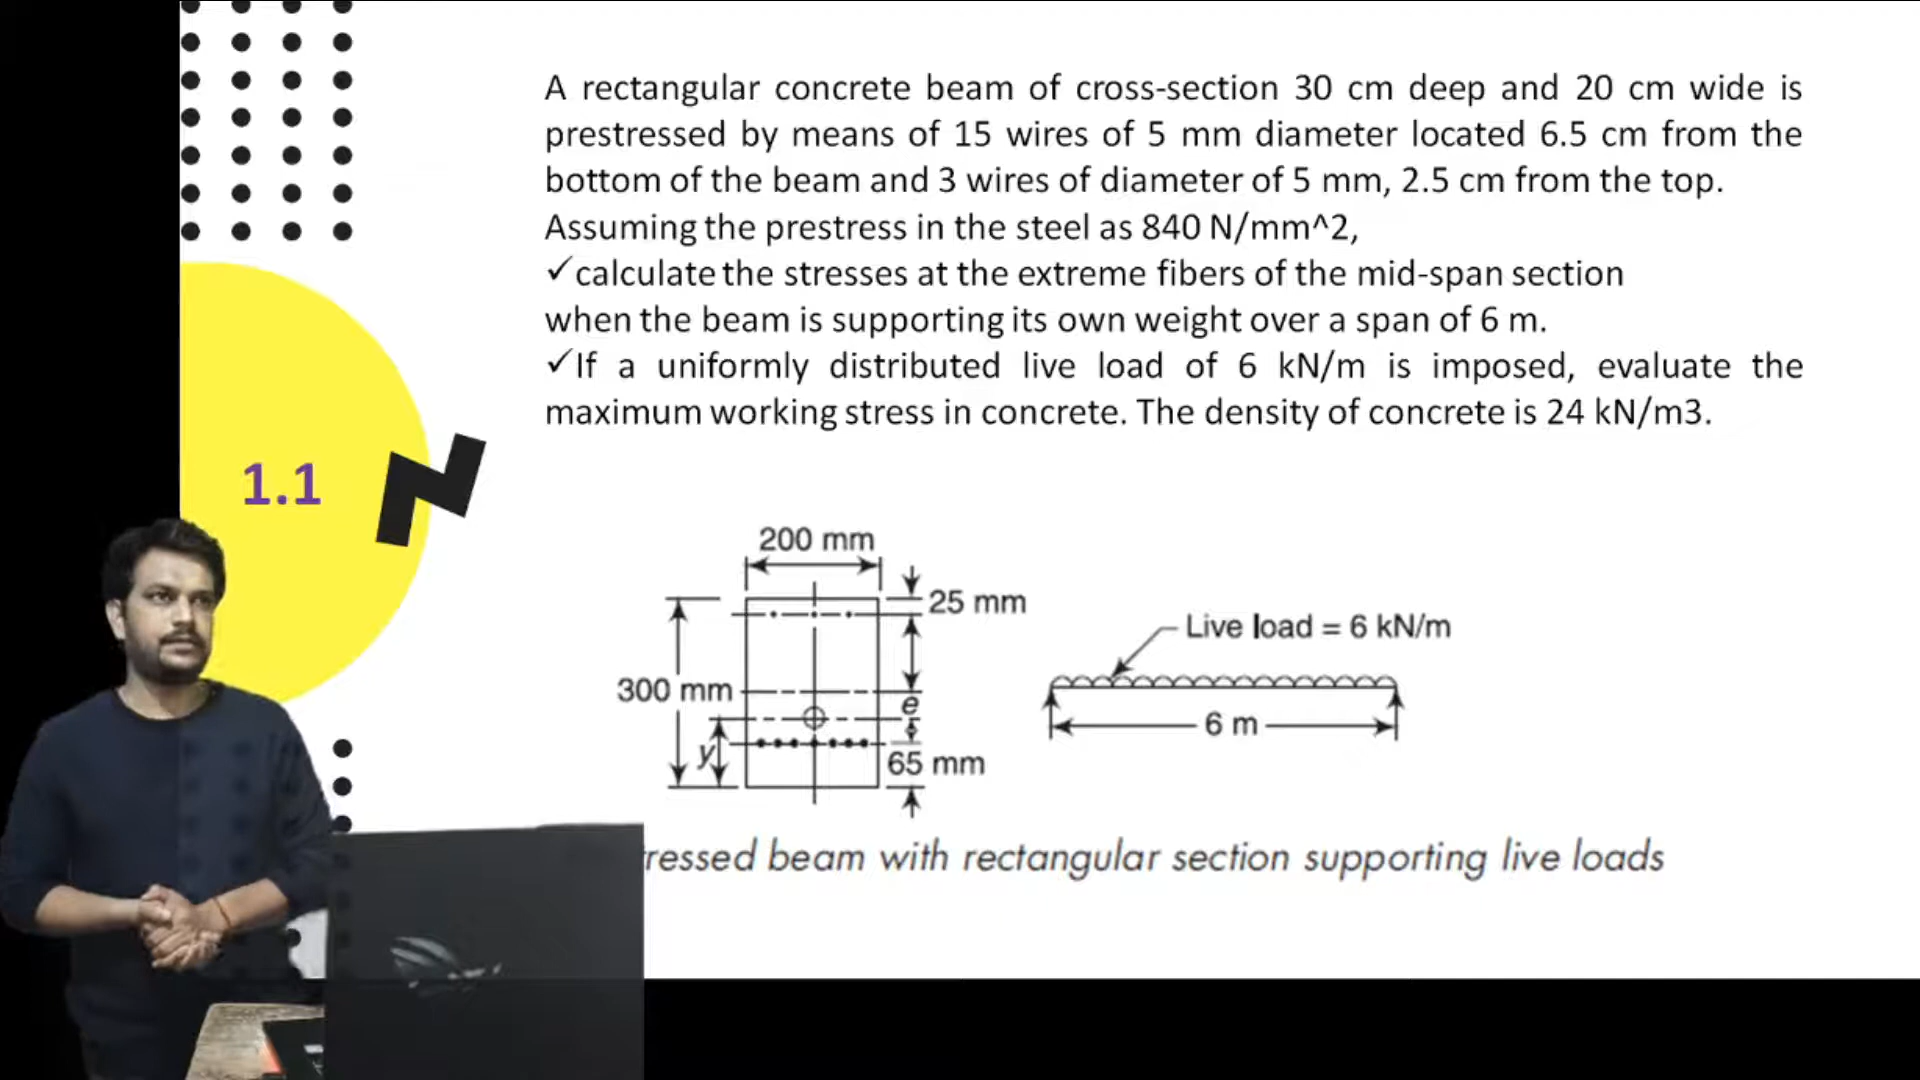 A rectangular concrete beam of cross-section 30 cm deep and 20 cm wide is
prestressed by means of 15 wires of 5 mm diameter located 6.5 cm from the
bottom of the beam and 3 wires of diameter of 5 mm, 2.5 cm from the top.
Assuming the prestress in the steel as 840 N/mm^2,
✓calculate the stresses at the extreme fibers of the mid-span section
when the beam is supporting its own weight over a span of 6 m.
✓If a uniformly distributed live load of 6 kN/m is imposed, evaluate the
maximum working stress in concrete. The density of concrete is 24 kN/m3.
1.1
200 mm
25 mm
Live load = 6 kN/m
300 mm
e
6 m
y
65 mm
ressed beam with rectangular section supporting live loads